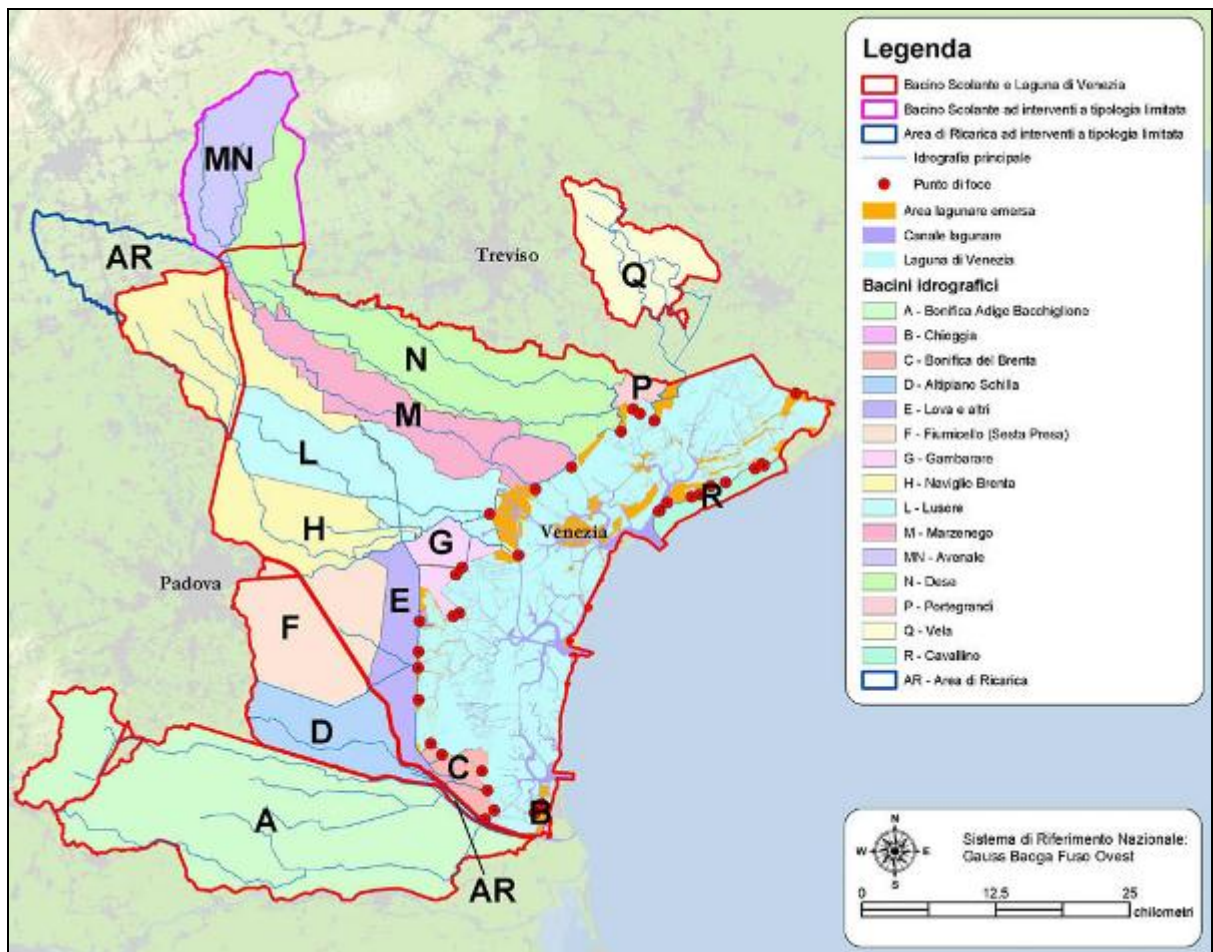 MN
AR
Treviso
Q
N
P
M
L
R
Venezia
H
G
Padova
E
F
D
C
B
A
AR
Legenda
Bacino Scolante e Laguna di Venezia
Bacino Scolante ad interventi a tipologia limitata
Area di Ricarica ad interventi a tipologia limitata
Idrografia principale
Punto di foce
Area lagunare emersa
Canale lagunare
Laguna di Venezia
Bacini idrografici
A - Bonifica Adige Bacchiglione
B - Chioggia
C - Bonifica del Brenta
D - Altipiano Schilla
E - Lova e altri
F - Fiumicello (Sesta Presa)
G - Gambarare
H - Naviglio Brenta
L - Lusore
M - Marzenego
MN - Avenale
N - Dese
P - Portegrandi
Q - Vela
R - Cavallino
AR - Area di Ricarica
N
W E
S
Sistema di Riferimento Nazionale:
Gauss Baoga Fuso Ovest
0 12,5 25
chilometri